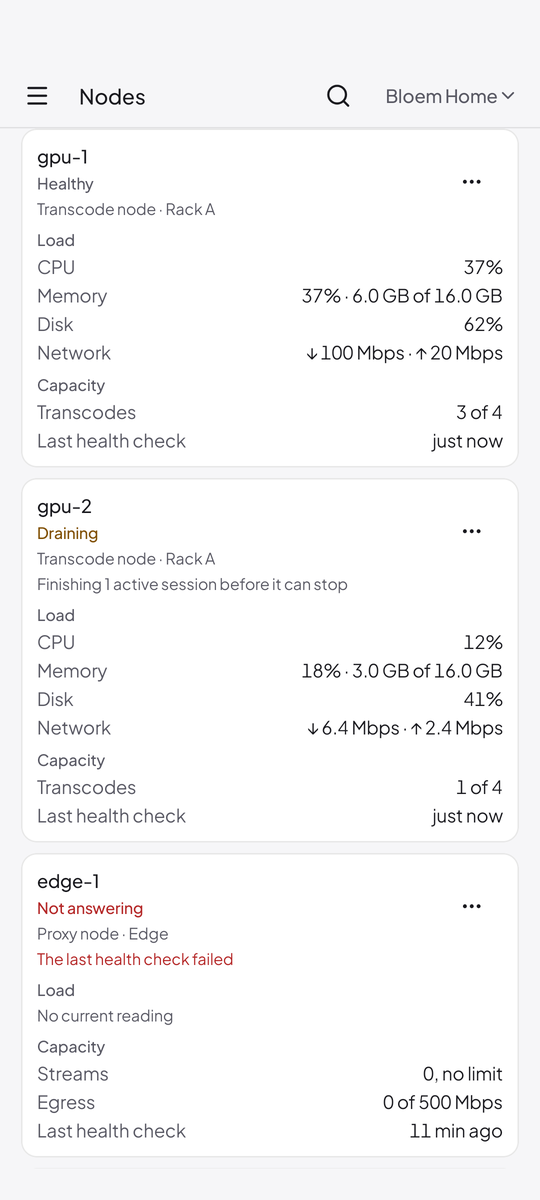 Nodes
Bloem Home
gpu-1
Healthy
Transcode node · Rack A
Load
CPU 37%
Memory 37% · 6.0 GB of 16.0 GB
Disk 62%
Network ↓ 100 Mbps · ↑ 20 Mbps
Capacity
Transcodes 3 of 4
Last health check just now
gpu-2
Draining
Transcode node · Rack A
Finishing 1 active session before it can stop
Load
CPU 12%
Memory 18% · 3.0 GB of 16.0 GB
Disk 41%
Network ↓ 6.4 Mbps · ↑ 2.4 Mbps
Capacity
Transcodes 1 of 4
Last health check just now
edge-1
Not answering
Proxy node · Edge
The last health check failed
Load
No current reading
Capacity
Streams 0, no limit
Egress 0 of 500 Mbps
Last health check 11 min ago